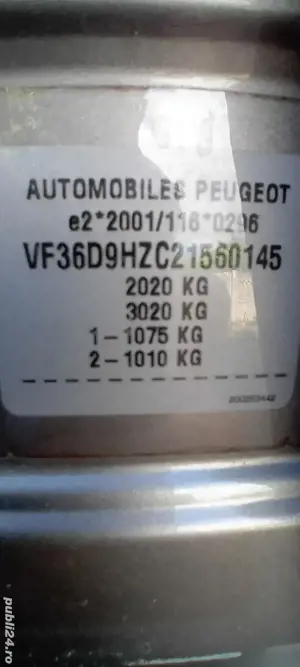 AUTOMOBILES PEUGEOT
e2*2001/116*0296
VF36D9HZC21560145
2020 KG
3020 KG
1-1075 KG
2-1010 KG
publi24.ro